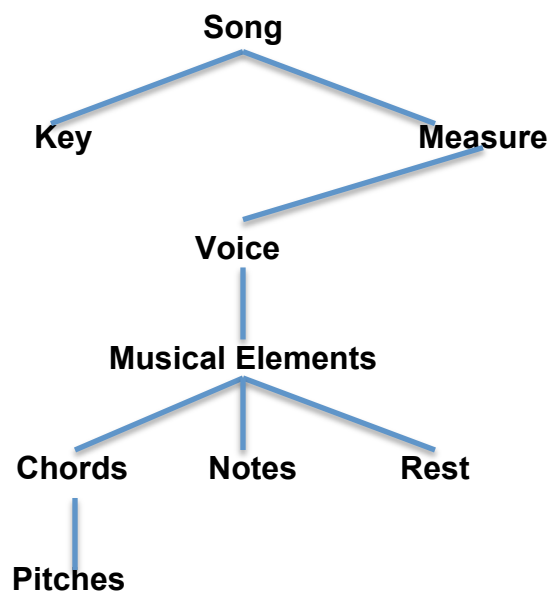 Song
Key Measure
Voice
Musical Elements
Chords Notes Rest
Pitches